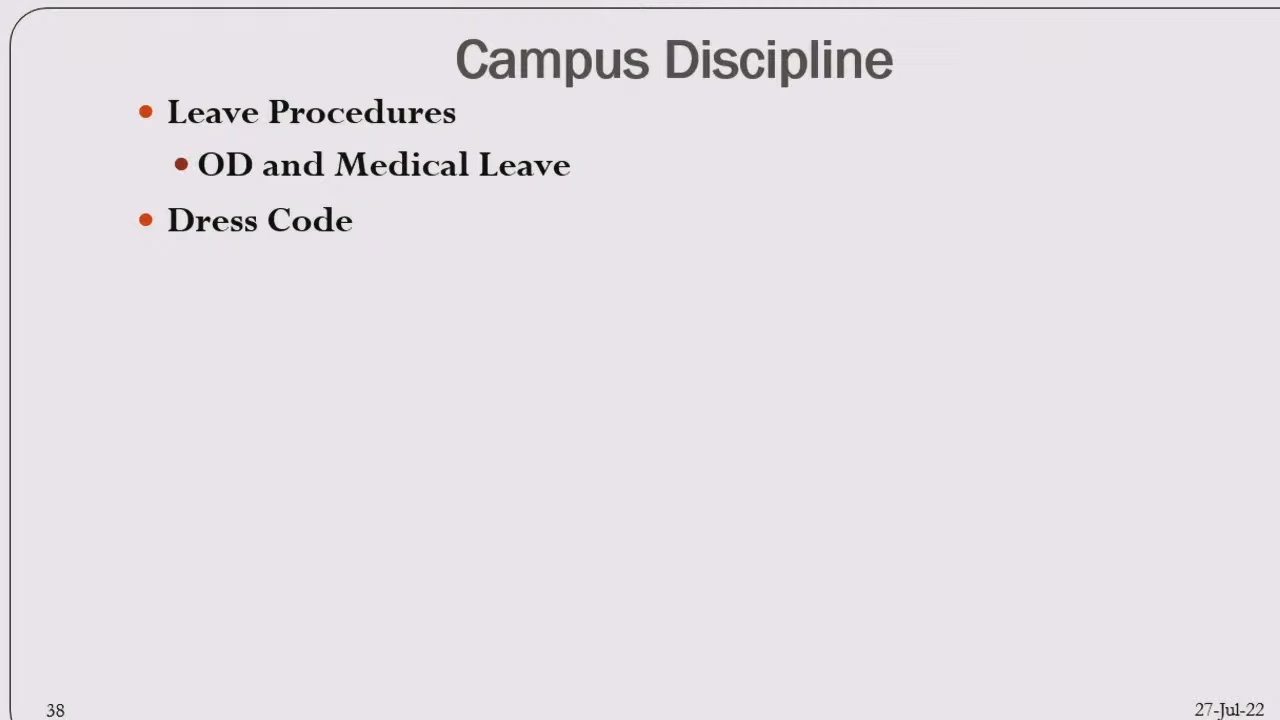 Campus Discipline
Leave Procedures
OD and Medical Leave
Dress Code
38
27-Jul-22